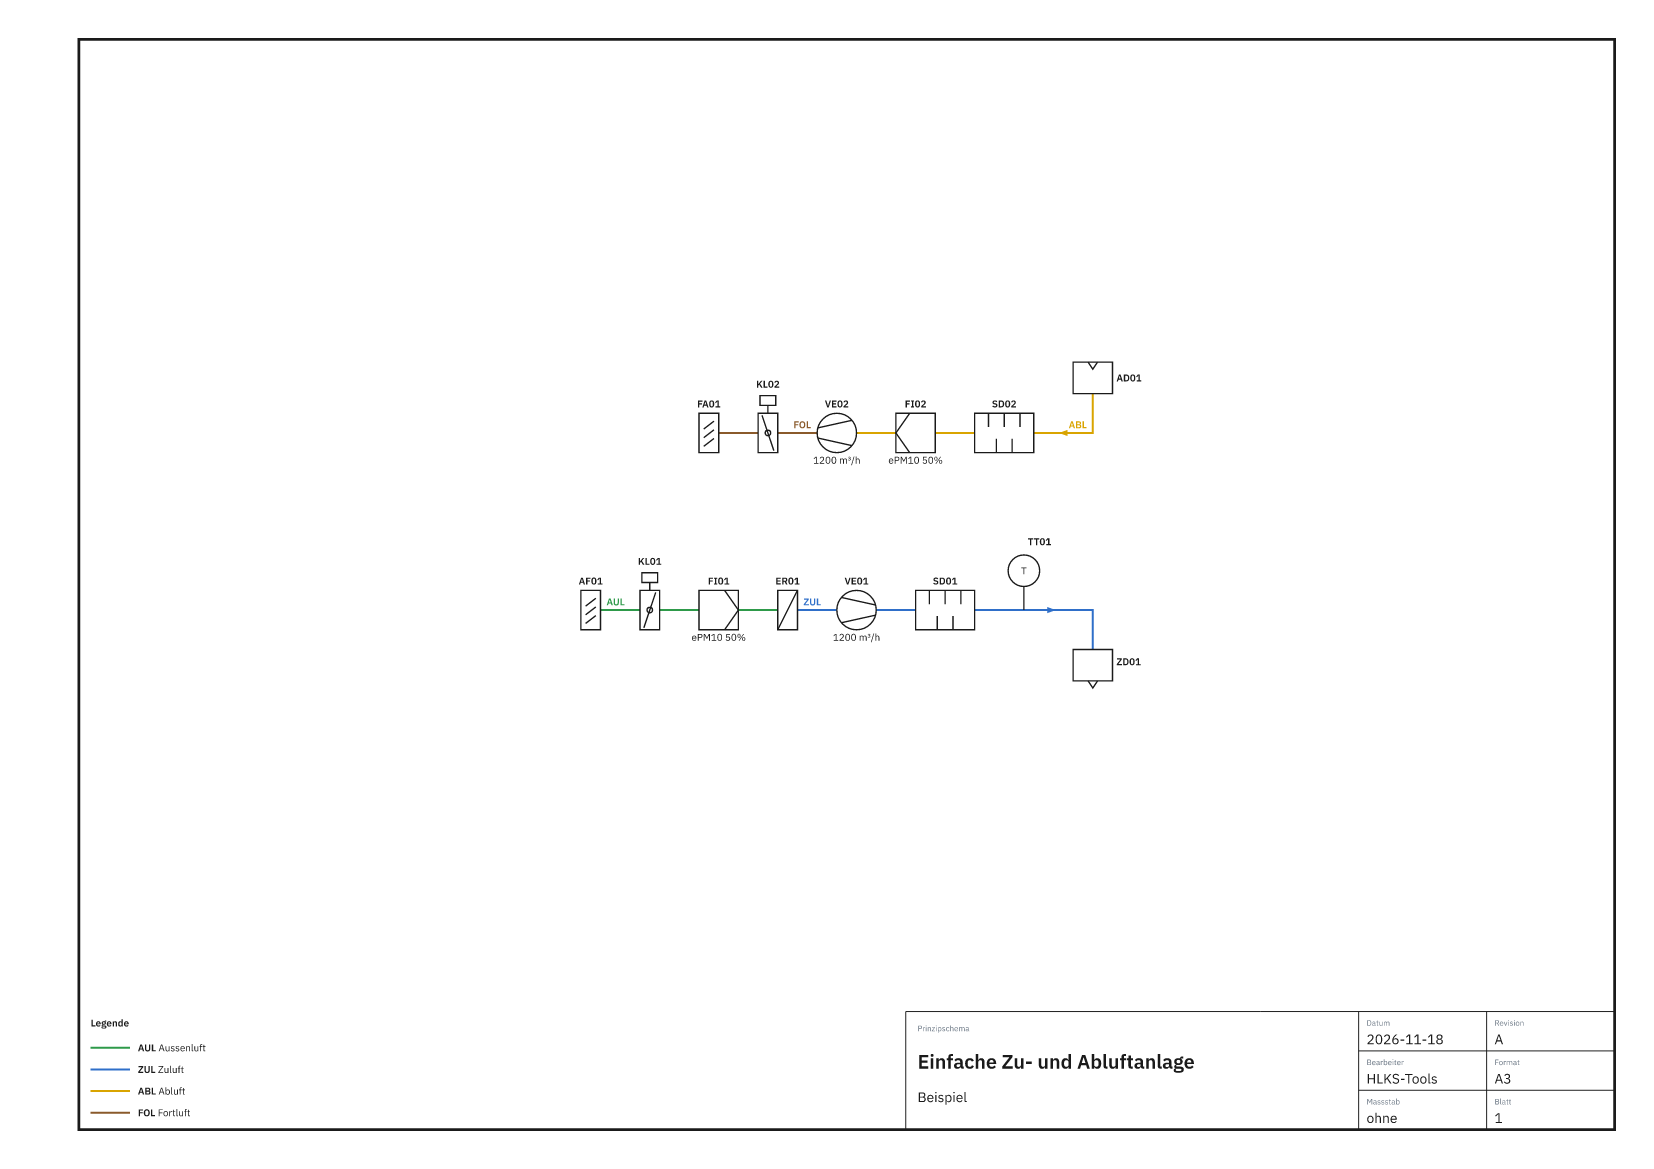 AD01
KL02
FA01
VE02
FI02
SD02
FOL
ABL
1200 m³/h
ePM10 50%
TT01
T
KL01
AF01
FI01
ER01
VE01
SD01
AUL
ZUL
ePM10 50%
1200 m³/h
ZD01
Legende
AUL Aussenluft
ZUL Zuluft
ABL Abluft
FOL Fortluft
Prinzipschema
Einfache Zu- und Abluftanlage
Beispiel
Datum
2026-11-18
Revision
A
Bearbeiter
HLKS-Tools
Format
A3
Massstab
ohne
Blatt
1